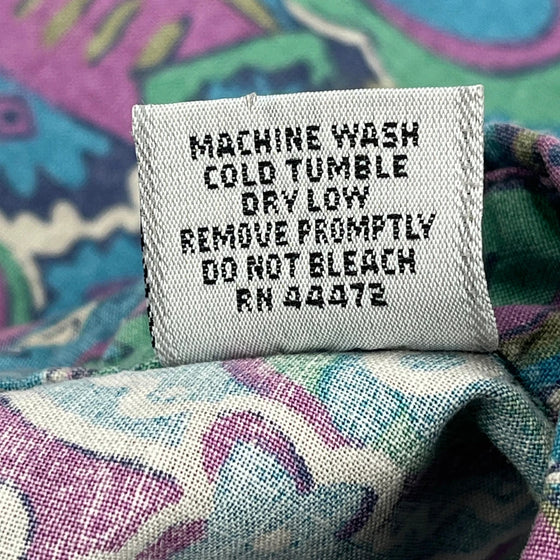 MACHINE WASH
COLD TUMBLE
DRY LOW
REMOVE PROMPTLY
DO NOT BLEACH
RN 44472